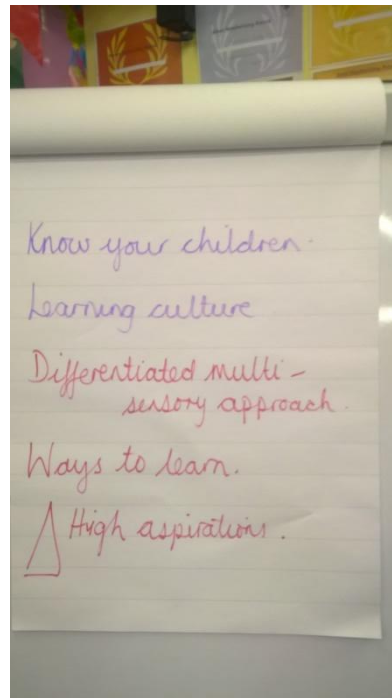 Know your children.
Learning culture
Differentiated multi-
sensory approach.
Ways to learn.
High aspirations.